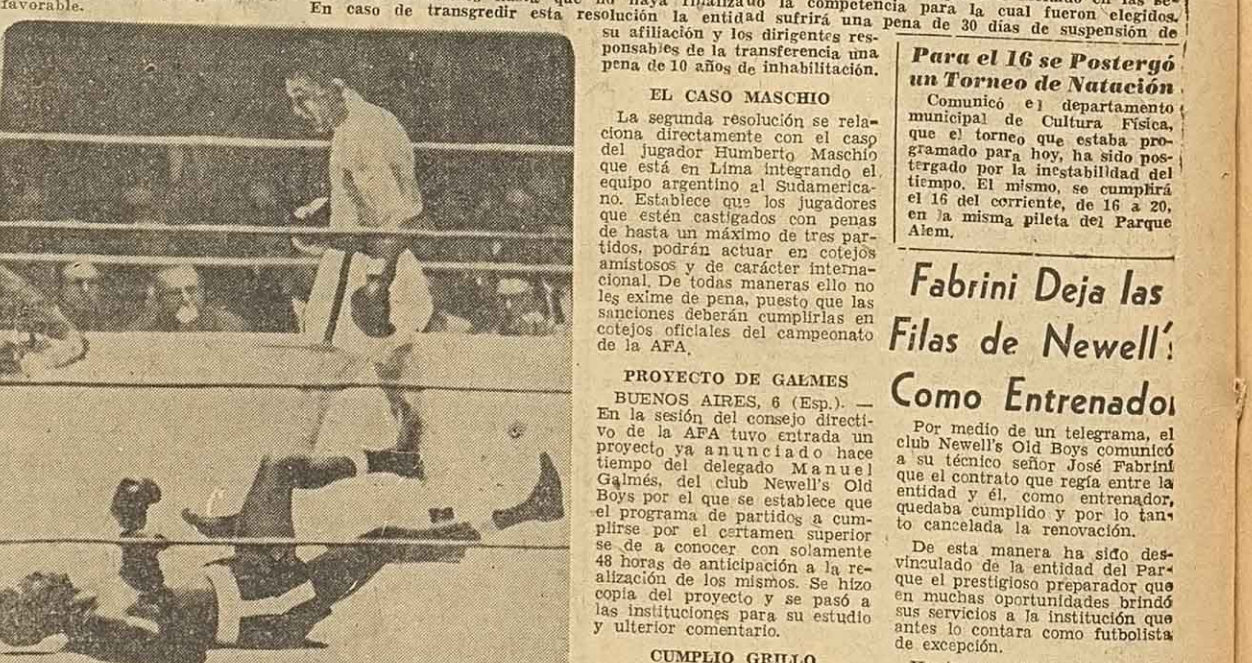 favorable.
no haya finalizado la competencia para la cual fueron elegidos.
En caso de transgredir esta resolución la entidad sufrirá una pena de 30 días de suspensión de
su afiliación y los dirigentes res-
ponsables de la transferencia una
pena de 10 años de inhabilitación.
EL CASO MASCHIO
La segunda resolución se rela-
ciona directamente con el caso
del jugador Humberto Maschio
que está en Lima integrando el
equipo argentino al Sudamerica-
no. Establece que los jugadores
que estén castigados con penas
de hasta un máximo de tres par-
tidos, podrán actuar en cotejos
amistosos y de carácter interna-
cional. De todas maneras ello no
les exime de pena, puesto que las
sanciones deberán cumplirlas en
cotejos oficiales del campeonato
de la AFA.
PROYECTO DE GALMES
BUENOS AIRES, 6 (Esp.). —
En la sesión del consejo directi-
vo de la AFA tuvo entrada un
proyecto ya anunciado hace
tiempo del delegado Manuel
Galmés, del club Newell's Old
Boys por el que se establece que
el programa de partidos a cum-
plirse por el certamen superior
se de a conocer con solamente
48 horas de anticipación a la re-
alización de los mismos. Se hizo
copia del proyecto y se pasó a
las instituciones para su estudio
y ulterior comentario.
CUMPLIO GRILLO
Para el 16 se Postergó
un Torneo de Natación
Comunicó el departamento
municipal de Cultura Física,
que el torneo que estaba pro-
gramado para hoy, ha sido pos-
tergado por la inestabilidad del
tiempo. El mismo, se cumplirá
el 16 del corriente, de 16 a 20,
en la misma pileta del Parque
Alem.
Fabrini Deja las
Filas de Newell's
Como Entrenador
Por medio de un telegrama, el
club Newell's Old Boys comunicó
a su técnico señor José Fabrini
que el contrato que regía entre la
entidad y él, como entrenador,
quedaba cumplido y por lo tan-
to cancelada la renovación.
De esta manera ha sido des-
vinculado de la entidad del Par-
que el prestigioso preparador que
en muchas oportunidades brindó
sus servicios a la institución que
antes lo contara como futbolista
de excepción.